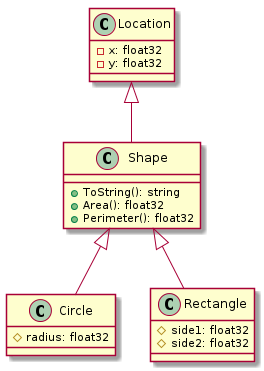 C Location
x: float32
y: float32
C Shape
ToString(): string
Area(): float32
Perimeter(): float32
C Circle
radius: float32
C Rectangle
side1: float32
side2: float32